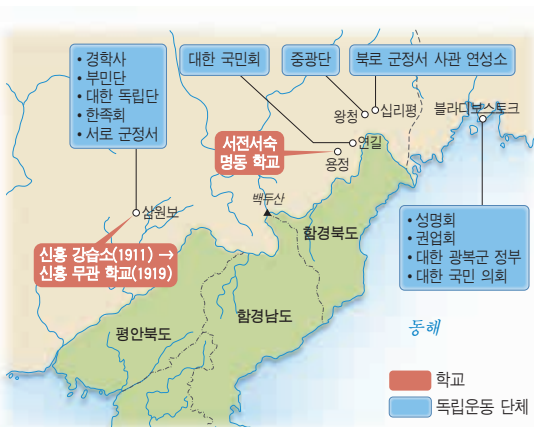 • 경학사
• 부민단
• 대한 독립단
• 한족회
• 서로 군정서
대한 국민회
중광단
북로 군정서 사관 연성소
왕청
십리평
블라디보스토크
서전서숙
명동 학교
연길
용정
백두산
삼원보
함경북도
• 성명회
• 권업회
• 대한 광복군 정부
• 대한 국민 의회
신흥 강습소(1911) →
신흥 무관 학교(1919)
함경남도
평안북도
동해
학교
독립운동 단체